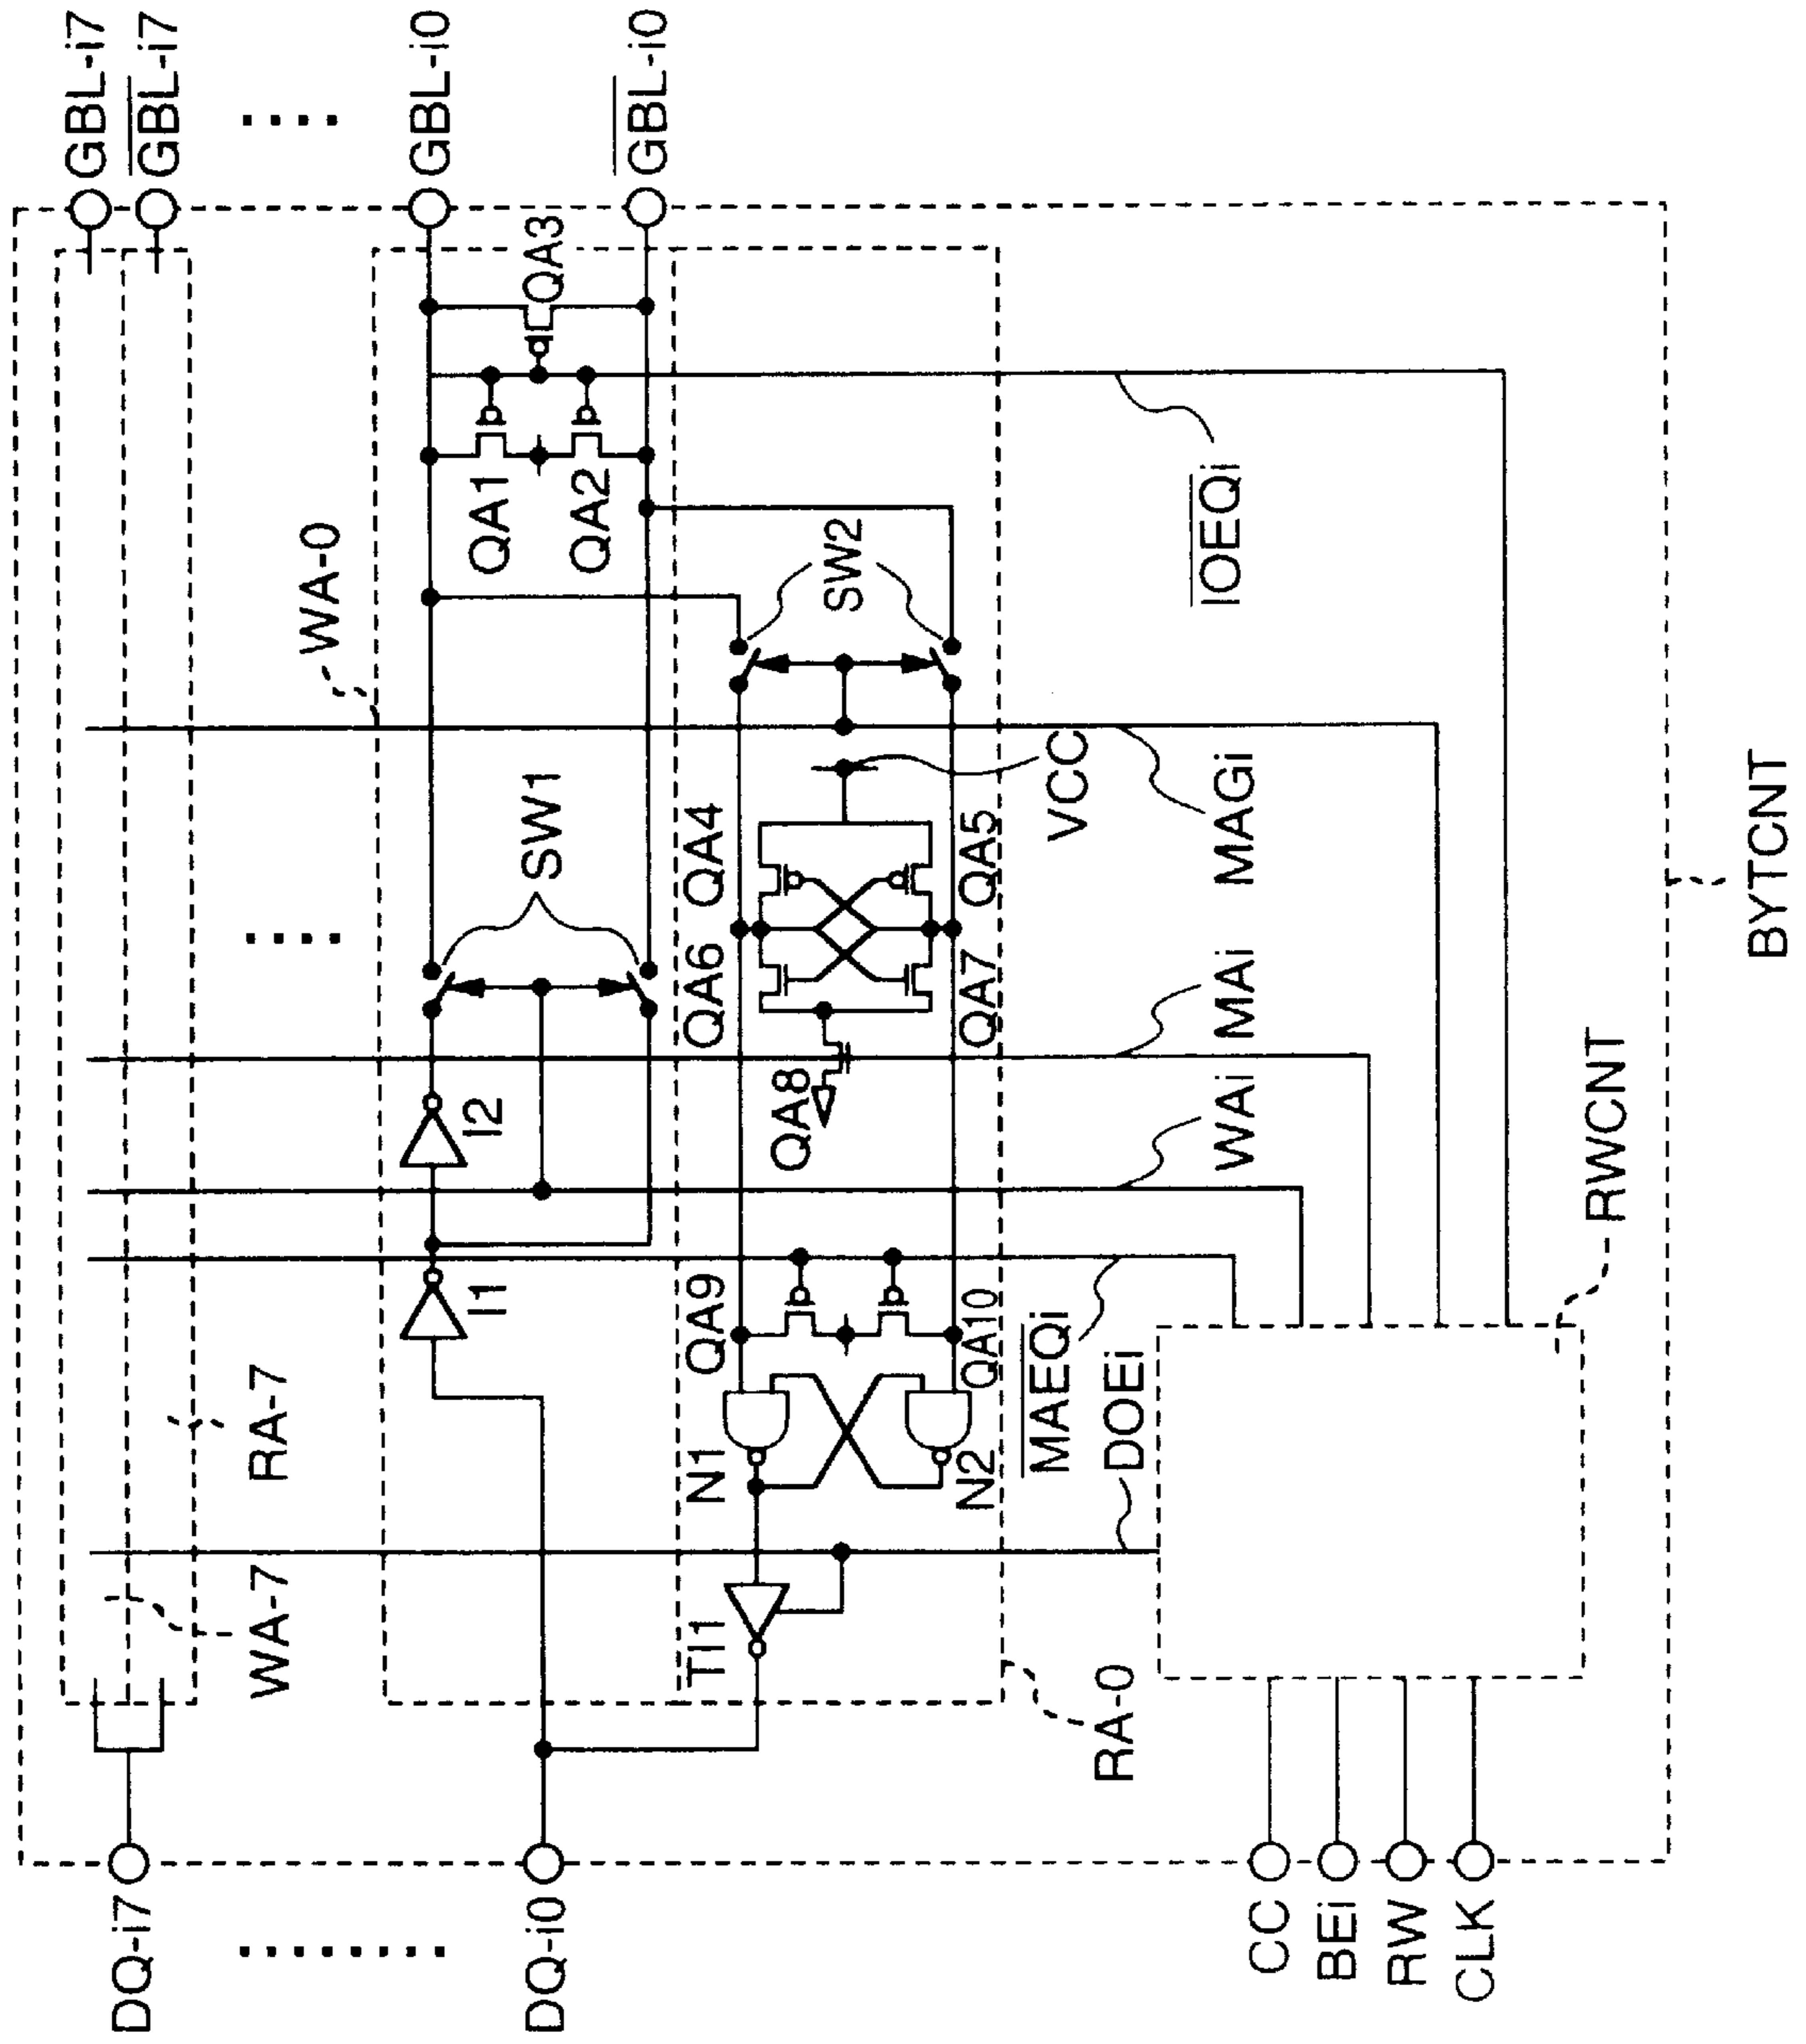 GBL-i7
GBL-i7
....
GBL-i0
GBL-i0
QA3
QA1
QA2
WA-0
SW2
IOEQi
SW1
....
VCC
QA4
QA5
MAGi
BYTCNT
QA6
QA7
MAi
I2
QA8
WAi
RWCNT
I1
QA9
QA10
MAEQi
RA-7
N1
N2
DOEi
WA-7
TI1
RA-0
DQ-i7
........
DQ-i0
CC
BEi
RW
CLK